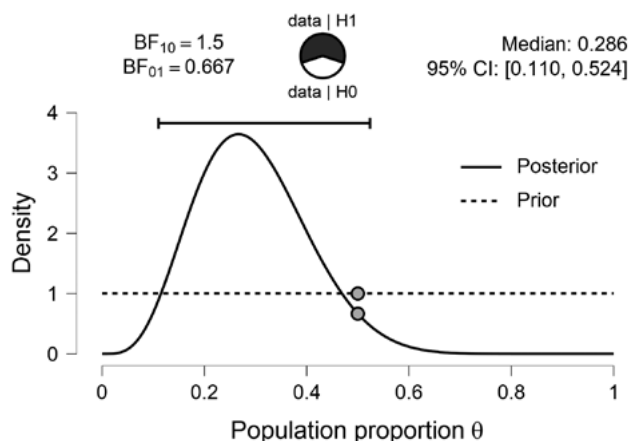 data | H1
BF₁₀ = 1.5
BF₀₁ = 0.667
data | H0
Median: 0.286
95% CI: [0.110, 0.524]
Posterior
Prior
Density
4
3
2
1
0
0
0.2
0.4
0.6
0.8
1
Population proportion θ